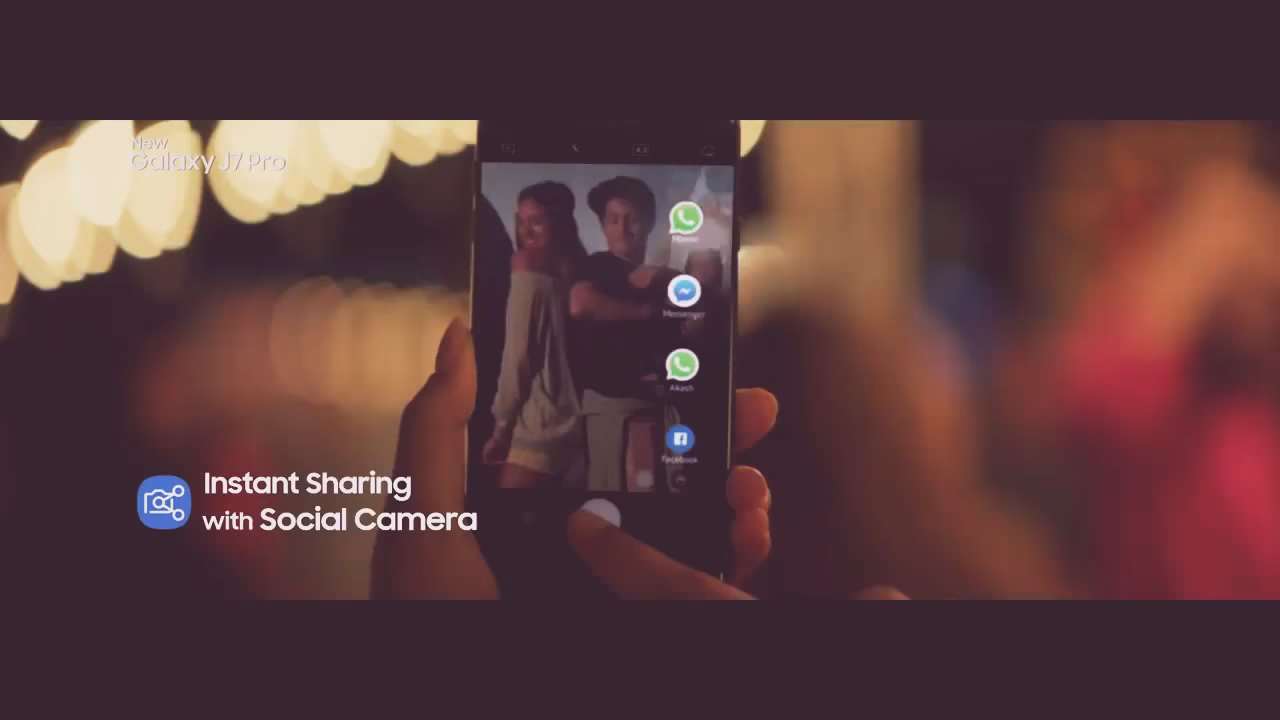 New
Galaxy J7 Pro
Messenger
Akash
Facebook
Instant Sharing
with Social Camera